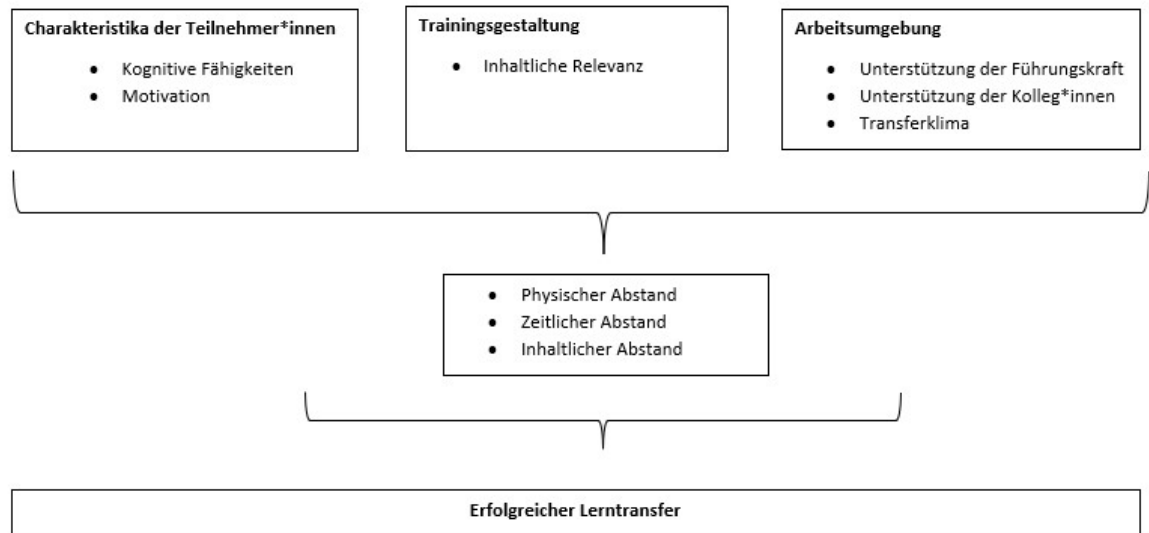 Charakteristika der Teilnehmer*innen
• Kognitive Fähigkeiten
• Motivation
Trainingsgestaltung
• Inhaltliche Relevanz
Arbeitsumgebung
• Unterstützung der Führungskraft
• Unterstützung der Kolleg*innen
• Transferklima
• Physischer Abstand
• Zeitlicher Abstand
• Inhaltlicher Abstand
Erfolgreicher Lerntransfer